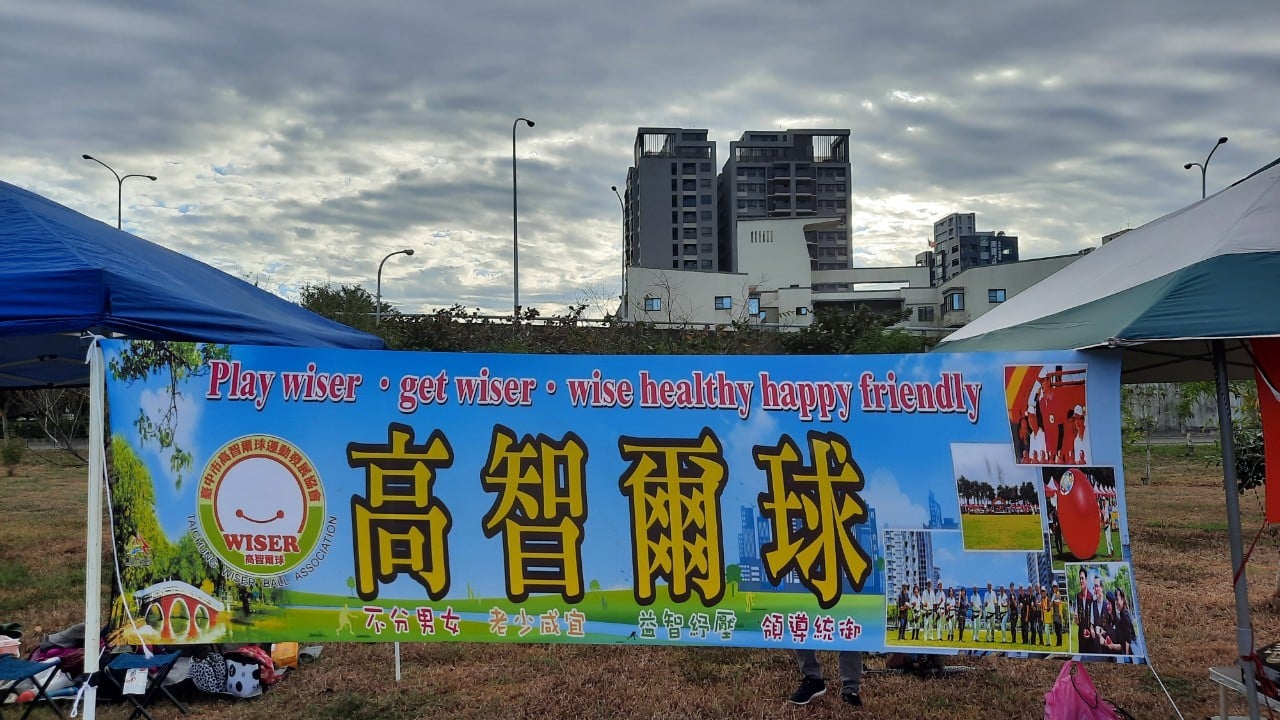 Play wiser・get wiser・wise healthy happy friendly
臺中市高智爾球運動發展協會
WISER
高智爾球
TAICHUNG WISER BALL ASSOCIATION
高智爾球
不分男女 老少咸宜 益智紓壓 領導統御